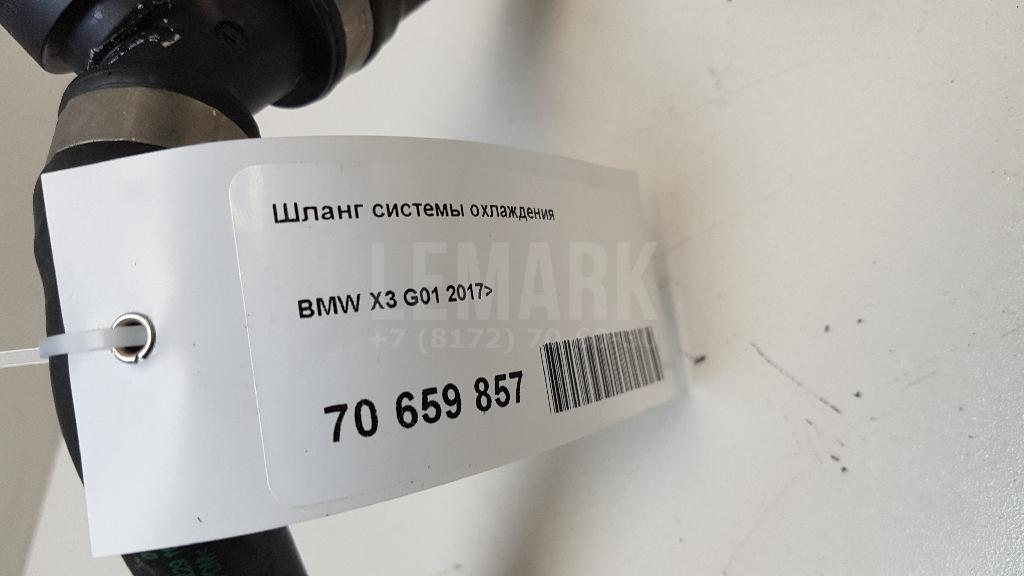 Шланг системы охлаждения
LEMARK
BMW X3 G01 2017>
+7 (8172) 70
70 659 857